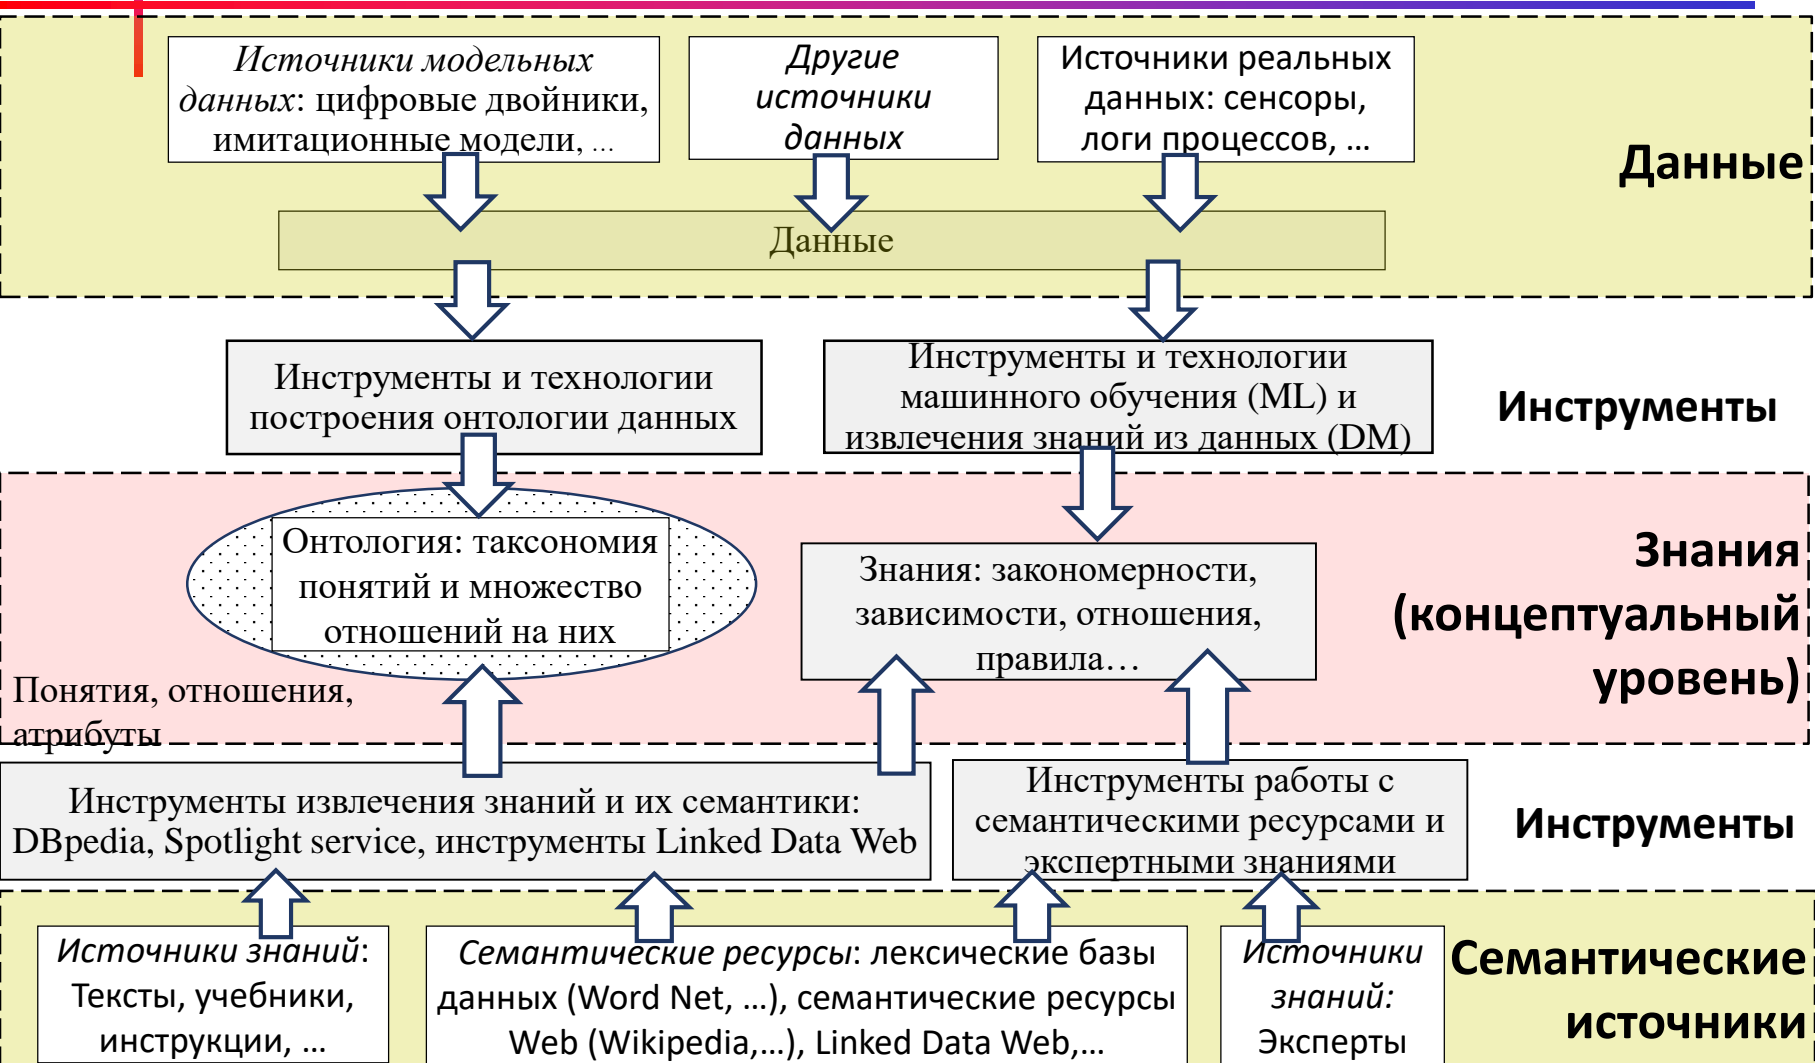 Источники модельных
данных: цифровые двойники,
имитационные модели, ...
Другие
источники
данных
Источники реальных
данных: сенсоры,
логи процессов, ...
Данные
Данные
Инструменты и технологии
построения онтологии данных
Инструменты и технологии
машинного обучения (ML) и
извлечения знаний из данных (DM)
Инструменты
Онтология: таксономия
понятий и множество
отношений на них
Знания: закономерности,
зависимости, отношения,
правила…
Знания
(концептуальный
уровень)
Понятия, отношения,
атрибуты
Инструменты извлечения знаний и их семантики:
DBpedia, Spotlight service, инструменты Linked Data Web
Инструменты работы с
семантическими ресурсами и
экспертными знаниями
Инструменты
Источники знаний:
Тексты, учебники,
инструкции, ...
Семантические ресурсы: лексические базы
данных (Word Net, ...), семантические ресурсы
Web (Wikipedia,...), Linked Data Web,...
Источники
знаний:
Эксперты
Семантические
источники